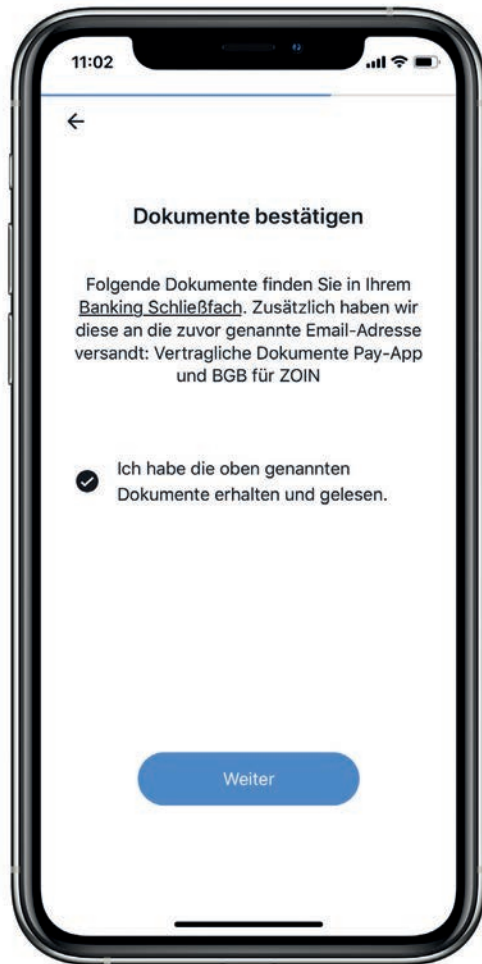 11:02
Dokumente bestätigen
Folgende Dokumente finden Sie in Ihrem
Banking Schließfach. Zusätzlich haben wir
diese an die zuvor genannte Email-Adresse
versandt: Vertragliche Dokumente Pay-App
und BGB für ZOIN
Ich habe die oben genannten
Dokumente erhalten und gelesen.
Weiter